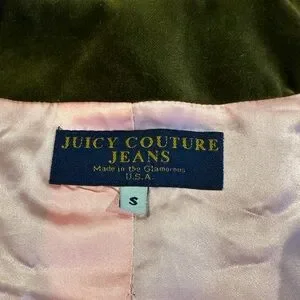 JUICY COUTURE
JEANS
Made in the Glamorous
U.S.A.
S